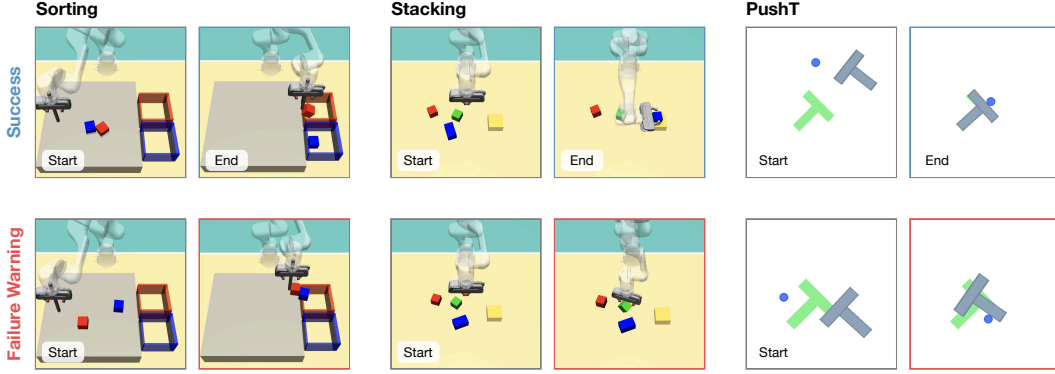 Sorting
Stacking
PushT
Success
Start
End
Start
End
Start
End
Failure Warning
Start
Start
Start